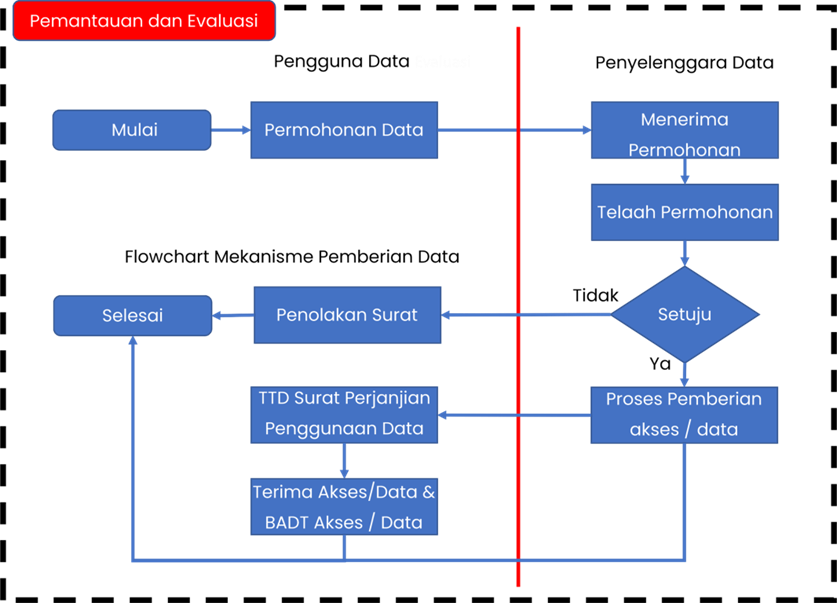 Pemantauan dan Evaluasi
Pengguna Data
Penyelenggara Data
Mulai
Permohonan Data
Menerima
Permohonan
Telaah Permohonan
Flowchart Mekanisme Pemberian Data
Tidak
Setuju
Penolakan Surat
Selesai
Ya
TTD Surat Perjanjian
Penggunaan Data
Proses Pemberian
akses / data
Terima Akses/Data &
BADT Akses / Data